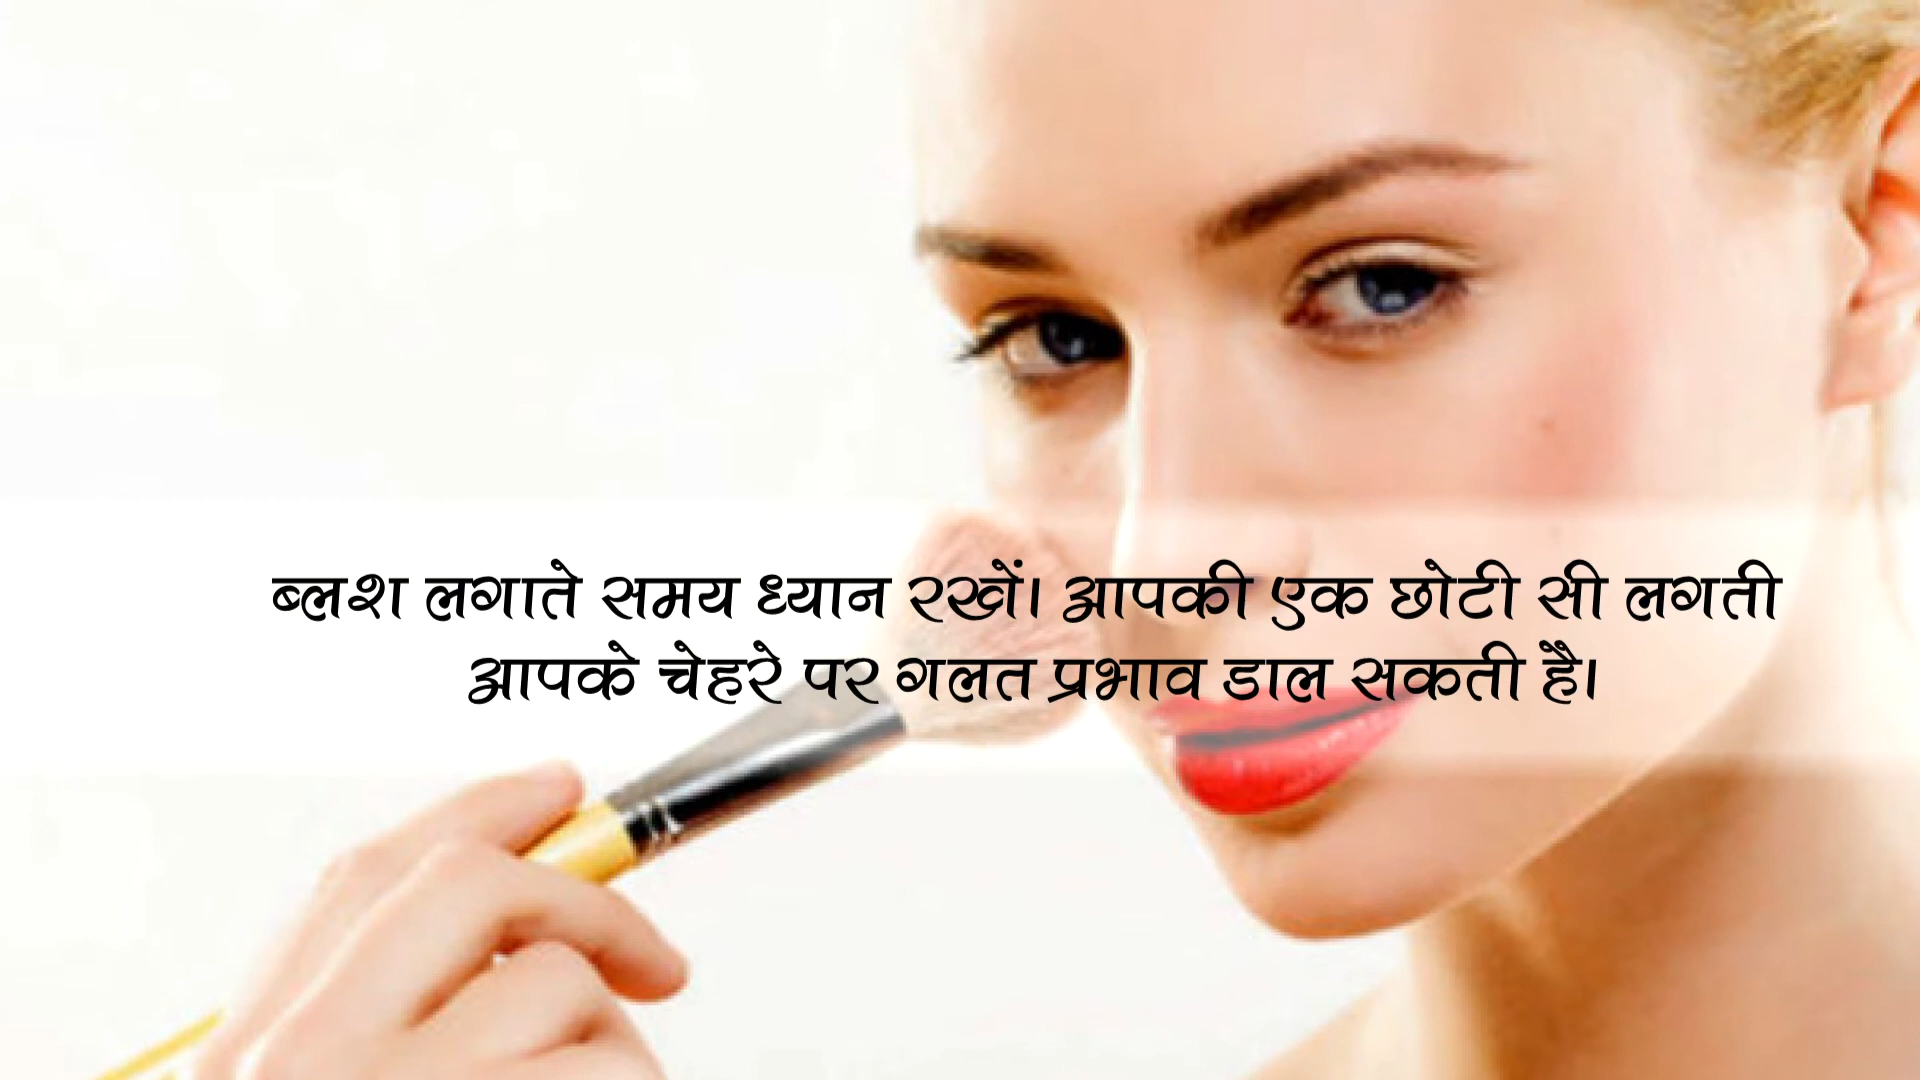 ब्लश लगाते समय ध्यान रखें। आपकी एक छोटी सी लगती
आपके चेहरे पर गलत प्रभाव डाल सकती है।